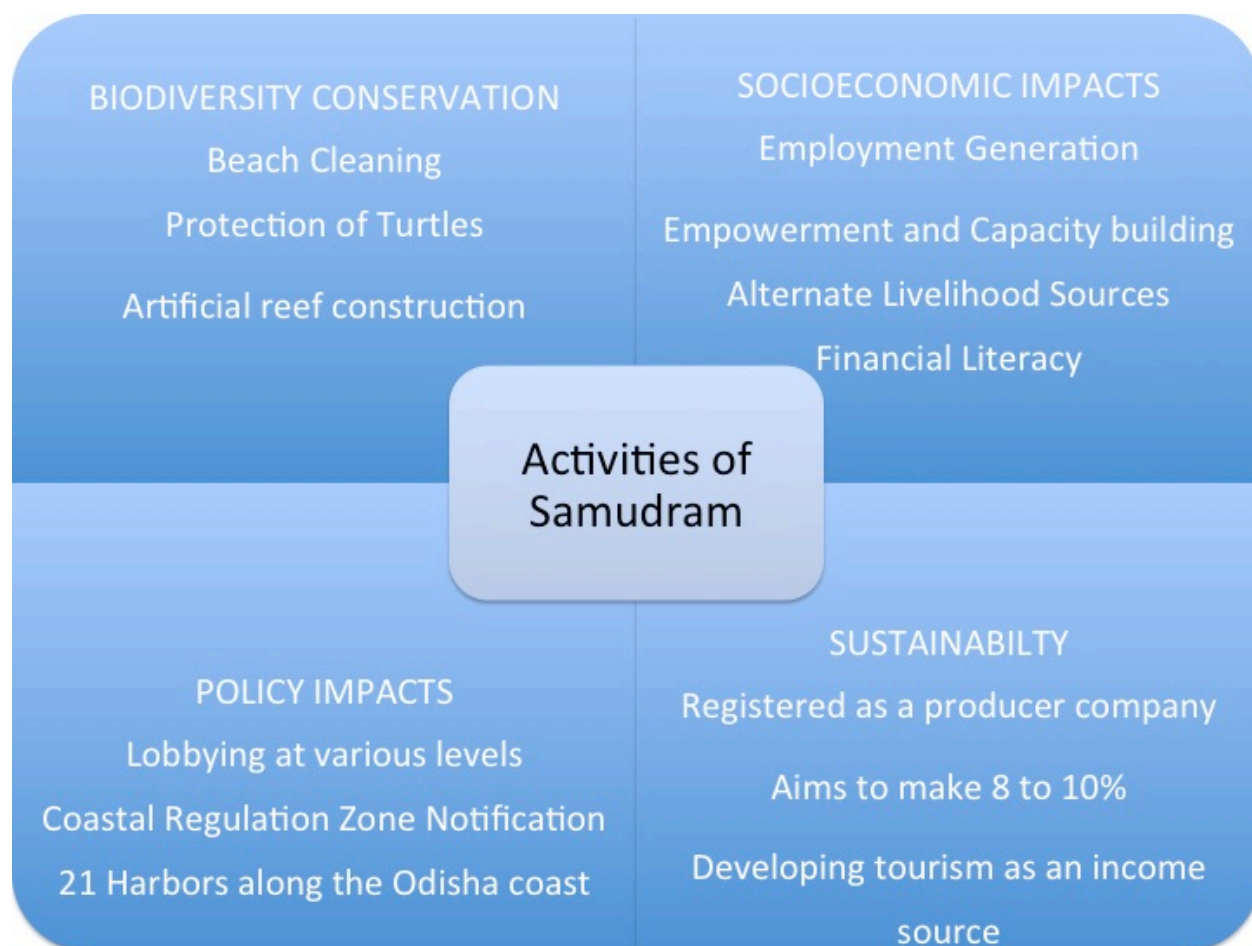 BIODIVERSITY CONSERVATION
Beach Cleaning
Protection of Turtles
Artificial reef construction
SOCIOECONOMIC IMPACTS
Employment Generation
Empowerment and Capacity building
Alternate Livelihood Sources
Financial Literacy
Activities of
Samudram
POLICY IMPACTS
Lobbying at various levels
Coastal Regulation Zone Notification
21 Harbors along the Odisha coast
SUSTAINABILTY
Registered as a producer company
Aims to make 8 to 10%
Developing tourism as an income
source